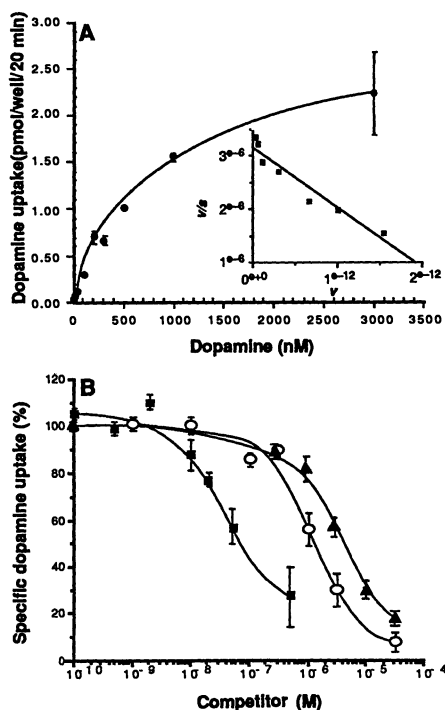 A
Dopamine uptake(pmol/well/20 min)
3.00
2.50
2.00
1.50
1.00
0.50
0.00
0 500 1000 1500 2000 2500 3000 3500
Dopamine (nM)
v/s
3e-6
2e-6
1e-6
0e+0 1e-12 2e-12
v
B
Specific dopamine uptake (%)
120
100
80
60
40
20
0
10-10 10-9 10-8 10-7 10-6 10-5 10-4
Competitor (M)